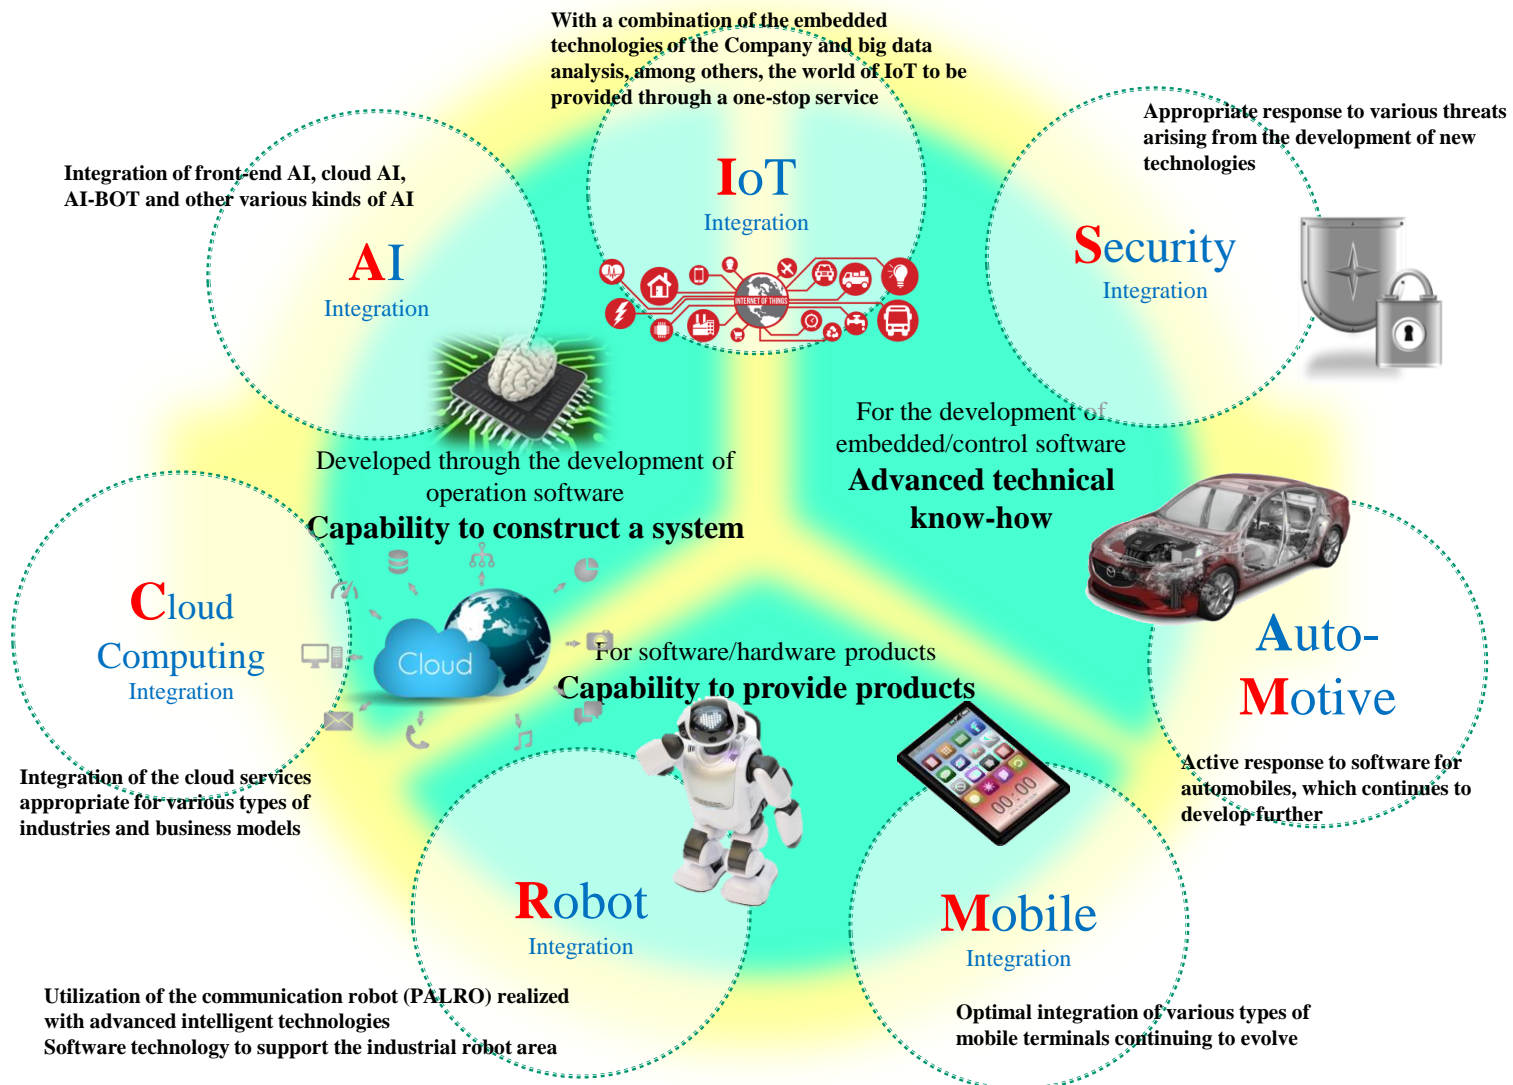 With a combination of the embedded
technologies of the Company and big data
analysis, among others, the world of IoT to be
provided through a one-stop service
IoT
Integration
INTERNET OF THINGS
Appropriate response to various threats
arising from the development of new
technologies
Security
Integration
Integration of front-end AI, cloud AI,
AI-BOT and other various kinds of AI
AI
Integration
For the development of
embedded/control software
Advanced technical
know-how
Developed through the development of
operation software
Capability to construct a system
Cloud
Computing
Integration
Cloud
For software/hardware products
Capability to provide products
Auto-
Motive
Active response to software for
automobiles, which continues to
develop further
Integration of the cloud services
appropriate for various types of
industries and business models
00:00
Robot
Integration
Mobile
Integration
Utilization of the communication robot (PALRO) realized
with advanced intelligent technologies
Software technology to support the industrial robot area
Optimal integration of various types of
mobile terminals continuing to evolve